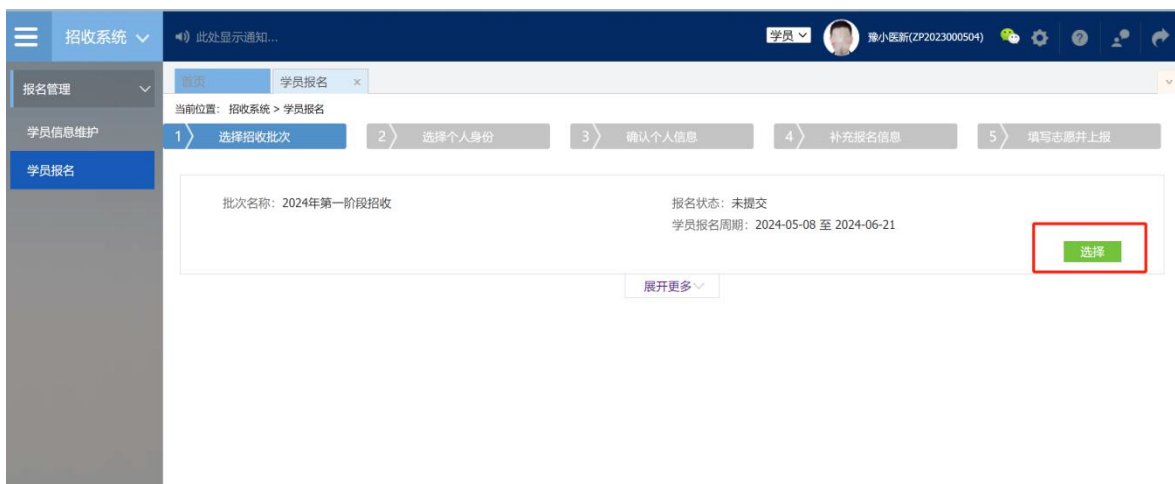 招收系统
此处显示通知...
学员
豫小医新(ZP2023000504)
报名管理
学员信息维护
学员报名
首页
学员报名 ×
当前位置: 招收系统 > 学员报名
1 选择招收批次
2 选择个人身份
3 确认个人信息
4 补充报名信息
5 填写志愿并上报
批次名称: 2024年第一阶段招收
报名状态: 未提交
学员报名周期: 2024-05-08 至 2024-06-21
选择
展开更多